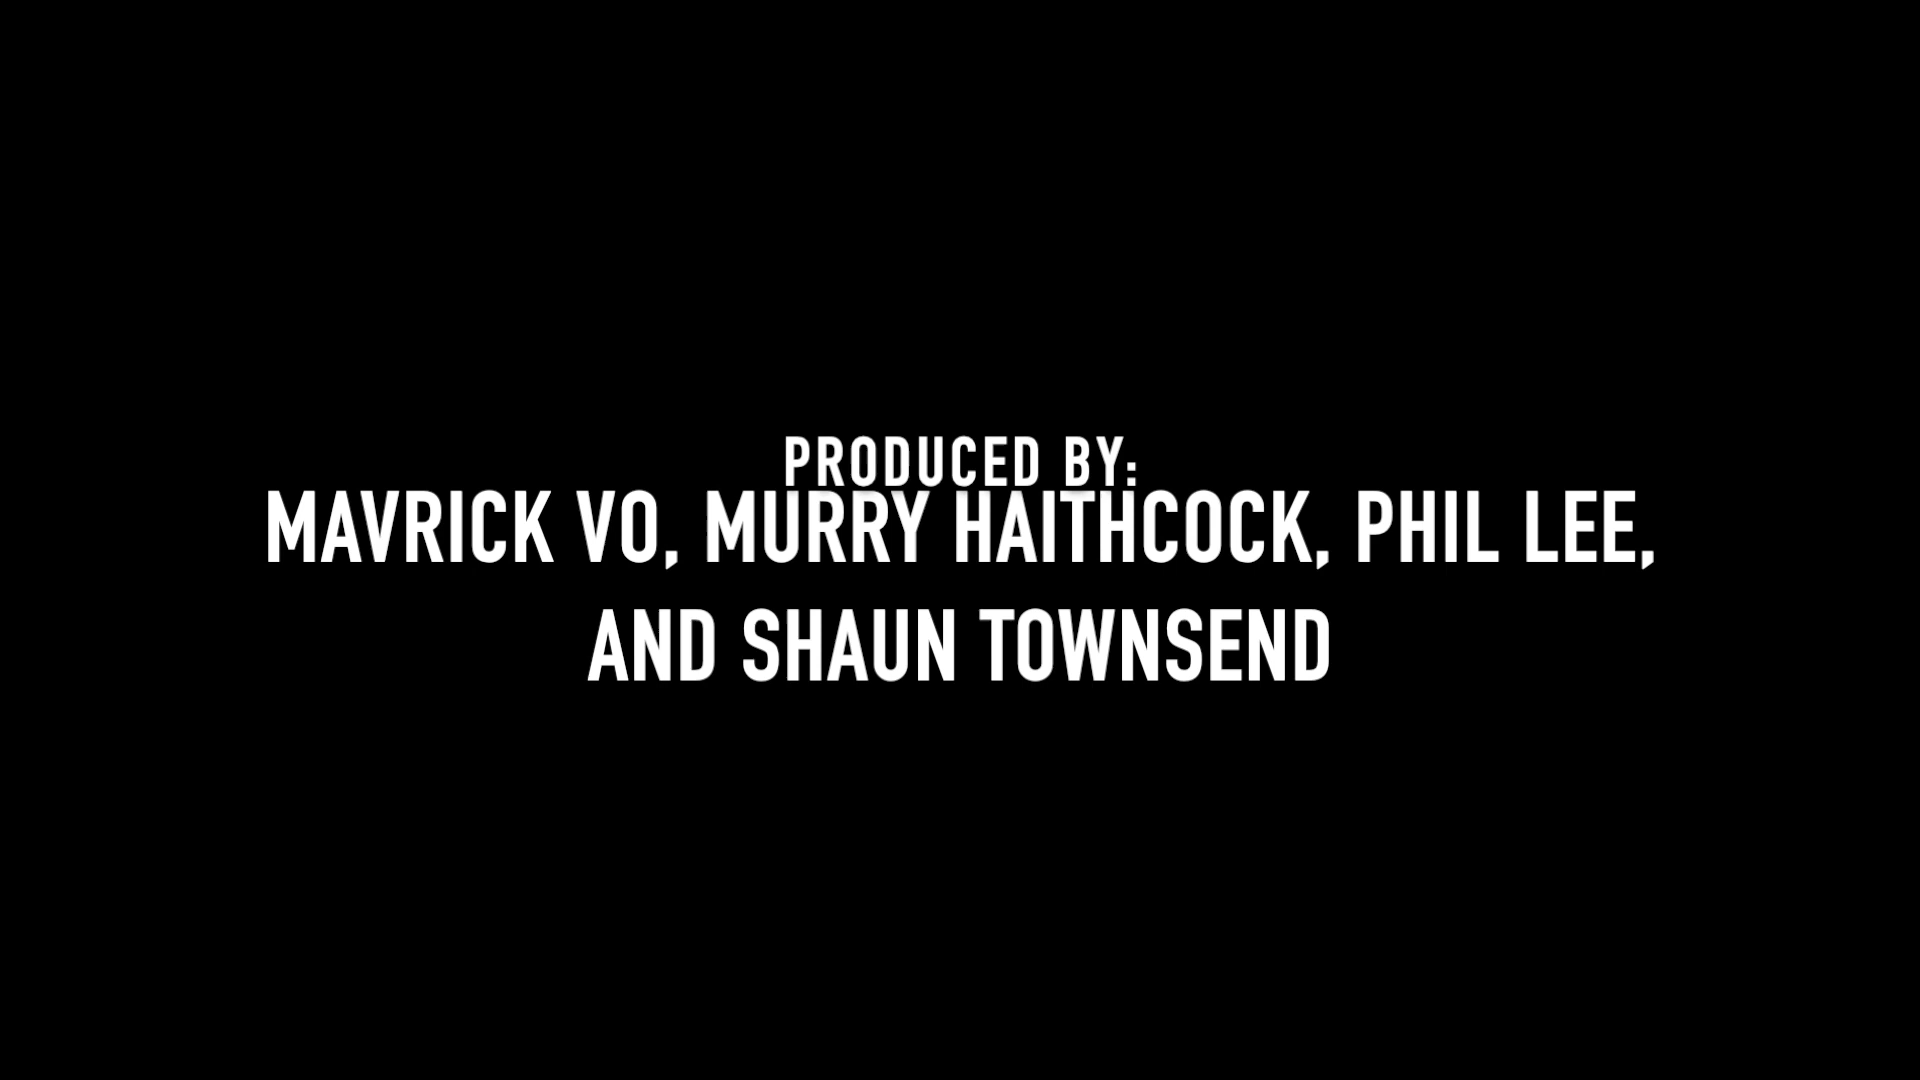 PRODUCED BY:
MAVRICK VO, MURRY HAITHCOCK, PHIL LEE,
AND SHAUN TOWNSEND